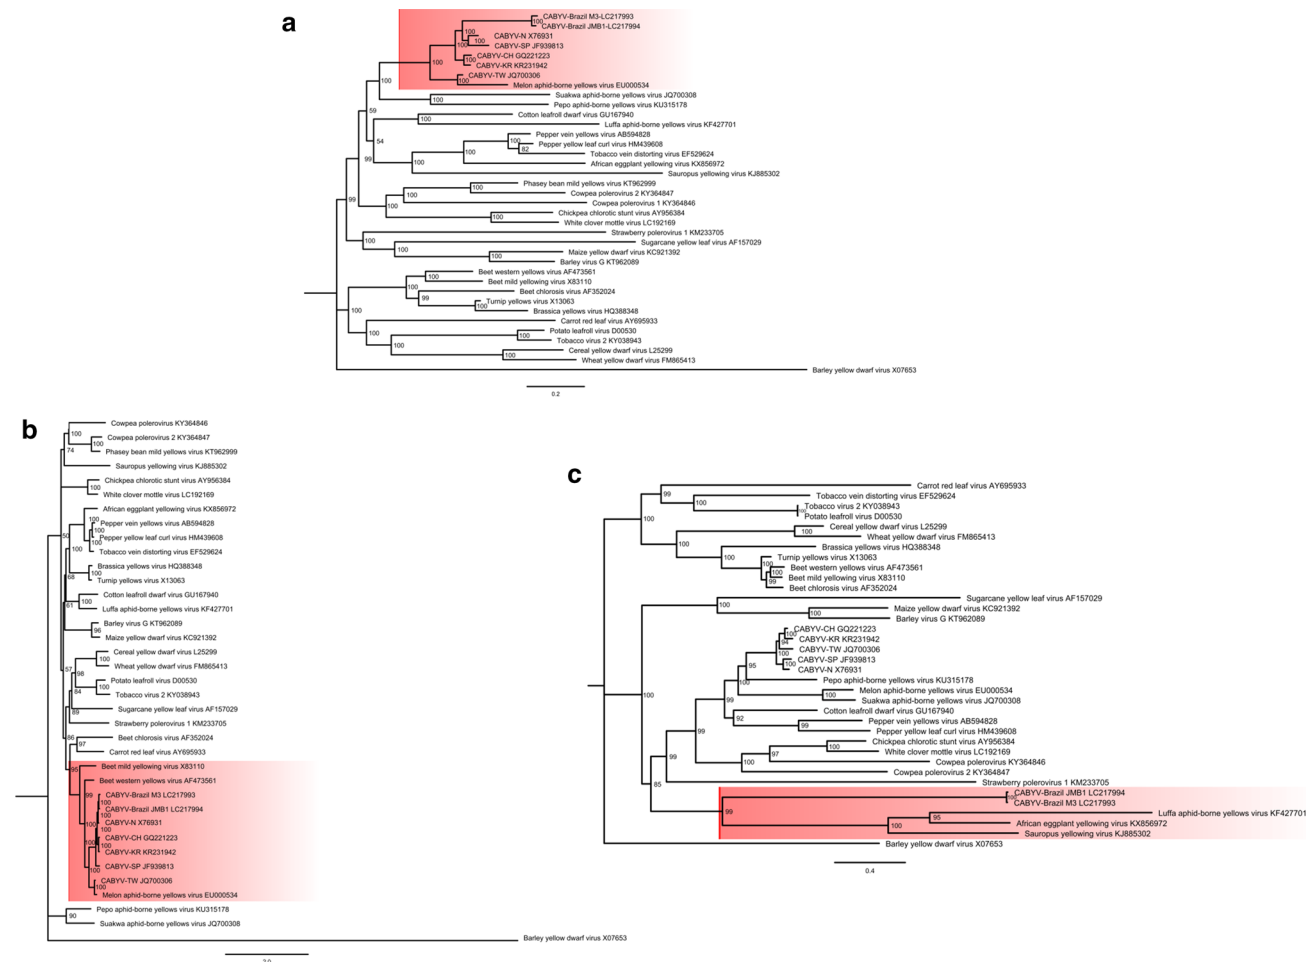 a
CABYV-Brazil M3-LC217993
100
CABYV-Brazil JMB1-LC217994
100
CABYV-N X76931
100
100
CABYV-SP JF939813
100
CABYV-CH GQ221223
100
CABYV-KR KR231942
CABYV-TW JQ700306
100
100
Melon aphid-borne yellows virus EU000534
Suakwa aphid-borne yellows virus JQ700308
100
Pepo aphid-borne yellows virus KU315178
59
Cotton leafroll dwarf virus GU167940
100
Luffa aphid-borne yellows virus KF427701
Pepper vein yellows virus AB594828
54
100
Pepper yellow leaf curl virus HM439608
82
100
Tobacco vein distorting virus EF529624
99
100
African eggplant yellowing virus KX856972
Sauropus yellowing virus KJ885302
Phasey bean mild yellows virus KT962999
100
Cowpea polerovirus 2 KY364847
99
100
Cowpea polerovirus 1 KY364846
100
Chickpea chlorotic stunt virus AY956384
100
White clover mottle virus LC192169
Strawberry polerovirus 1 KM233705
100
Sugarcane yellow leaf virus AF157029
100
Maize yellow dwarf virus KC921392
100
Barley virus G KT962089
Beet western yellows virus AF473561
100
Beet mild yellowing virus X83110
100
Beet chlorosis virus AF352024
99
Turnip yellows virus X13063
100
Brassica yellows virus HQ388348
100
Carrot red leaf virus AY695933
100
Potato leafroll virus D00530
100
Tobacco virus 2 KY038943
100
Cereal yellow dwarf virus L25299
100
Wheat yellow dwarf virus FM865413
Barley yellow dwarf virus X07653
0.2
b
Cowpea polerovirus KY364846
100
Cowpea polerovirus 2 KY364847
100
74
Phasey bean mild yellows virus KT962999
Sauropus yellowing virus KJ885302
Chickpea chlorotic stunt virus AY956384
100
White clover mottle virus LC192169
African eggplant yellowing virus KX856972
100
Pepper vein yellows virus AB594828
100
50
Pepper yellow leaf curl virus HM439608
100
100
Tobacco vein distorting virus EF529624
Brassica yellows virus HQ388348
100
68
Turnip yellows virus X13063
Cotton leafroll dwarf virus GU167940
100
61
Luffa aphid-borne yellows virus KF427701
Barley virus G KT962089
96
Maize yellow dwarf virus KC921392
Cereal yellow dwarf virus L25299
100
57
98
Wheat yellow dwarf virus FM865413
Potato leafroll virus D00530
100
84
Tobacco virus 2 KY038943
Sugarcane yellow leaf virus AF157029
89
Strawberry polerovirus 1 KM233705
86
Beet chlorosis virus AF352024
97
Carrot red leaf virus AY695933
95
Beet mild yellowing virus X83110
Beet western yellows virus AF473561
99
CABYV-Brazil M3 LC217993
100
CABYV-Brazil JMB1 LC217994
100
CABYV-N X76931
100
CABYV-CH GQ221223
100
100
CABYV-KR KR231942
CABYV-SP JF939813
100
CABYV-TW JQ700306
100
Melon aphid-borne yellows virus EU000534
Pepo aphid-borne yellows virus KU315178
90
Suakwa aphid-borne yellows virus JQ700308
Barley yellow dwarf virus X07653
c
Carrot red leaf virus AY695933
99
Tobacco vein distorting virus EF529624
100
Tobacco virus 2 KY038943
100
Potato leafroll virus D00530
100
Cereal yellow dwarf virus L25299
100
Wheat yellow dwarf virus FM865413
100
Brassica yellows virus HQ388348
100
Turnip yellows virus X13063
100
Beet western yellows virus AF473561
100
Beet mild yellowing virus X83110
99
Beet chlorosis virus AF352024
Sugarcane yellow leaf virus AF157029
100
Maize yellow dwarf virus KC921392
100
Barley virus G KT962089
CABYV-CH GQ221223
100
CABYV-KR KR231942
94
CABYV-TW JQ700306
100
CABYV-SP JF939813
100
95
CABYV-N X76931
100
Pepo aphid-borne yellows virus KU315178
Melon aphid-borne yellows virus EU000534
100
100
99
Suakwa aphid-borne yellows virus JQ700308
Cotton leafroll dwarf virus GU167940
92
Pepper vein yellows virus AB594828
99
99
Pepper yellow leaf curl virus HM439608
Chickpea chlorotic stunt virus AY956384
100
97
White clover mottle virus LC192169
100
Cowpea polerovirus KY364846
99
Cowpea polerovirus 2 KY364847
85
Strawberry polerovirus 1 KM233705
CABYV-Brazil JMB1 LC217994
100
CABYV-Brazil M3 LC217993
99
Luffa aphid-borne yellows virus KF427701
95
100
African eggplant yellowing virus KX856972
Sauropus yellowing virus KJ885302
Barley yellow dwarf virus X07653
0.4